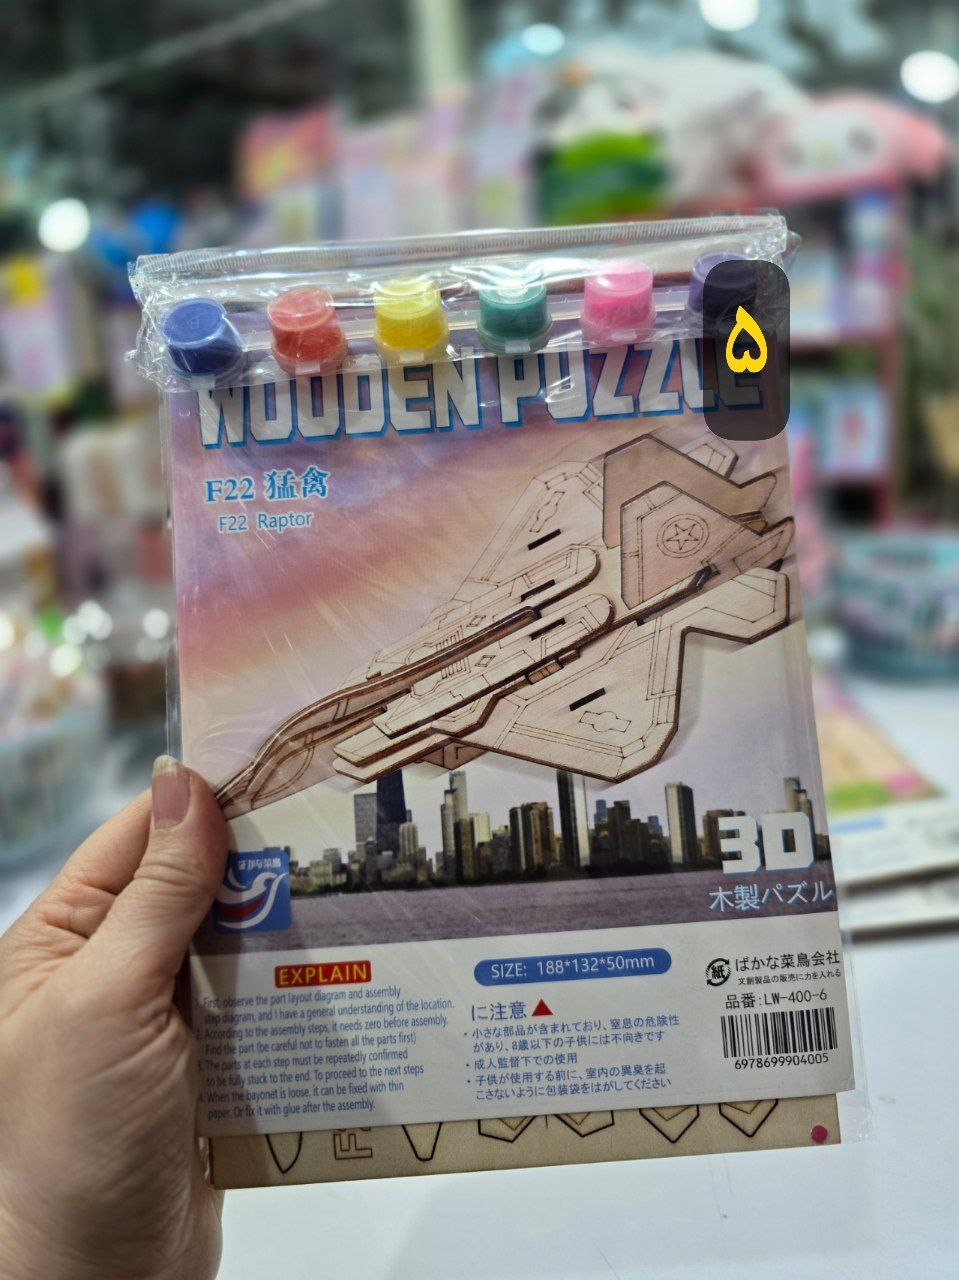 ۵
WOODEN PUZZLE
F22 猛禽
F22 Raptor
3D
木製パズル
ばかな菜鳥
EXPLAIN
1. First, observe the part layout diagram and assembly
step diagram, and I have a general understanding of the location.
2. According to the assembly steps, it needs zero before assembly.
Find the part (be careful not to fasten all the parts first)
3. The parts at each step must be repeatedly confirmed
to be fully stuck to the end. To proceed to the next steps
4. When the bayonet is loose, it can be fixed with thin
paper. Or fix it with glue after the assembly.
SIZE: 188*132*50mm
に注意
・小さな部品が含まれており、窒息の危険性
があり、8歳以下の子供には不向きです
・成人監督下での使用
・子供が使用する前に、室内の異臭を起
こさないように包装袋をはがしてください
紙
ばかな菜鳥会社
文創製品の販売に力を入れる
品番:LW-400-6
6978699904005